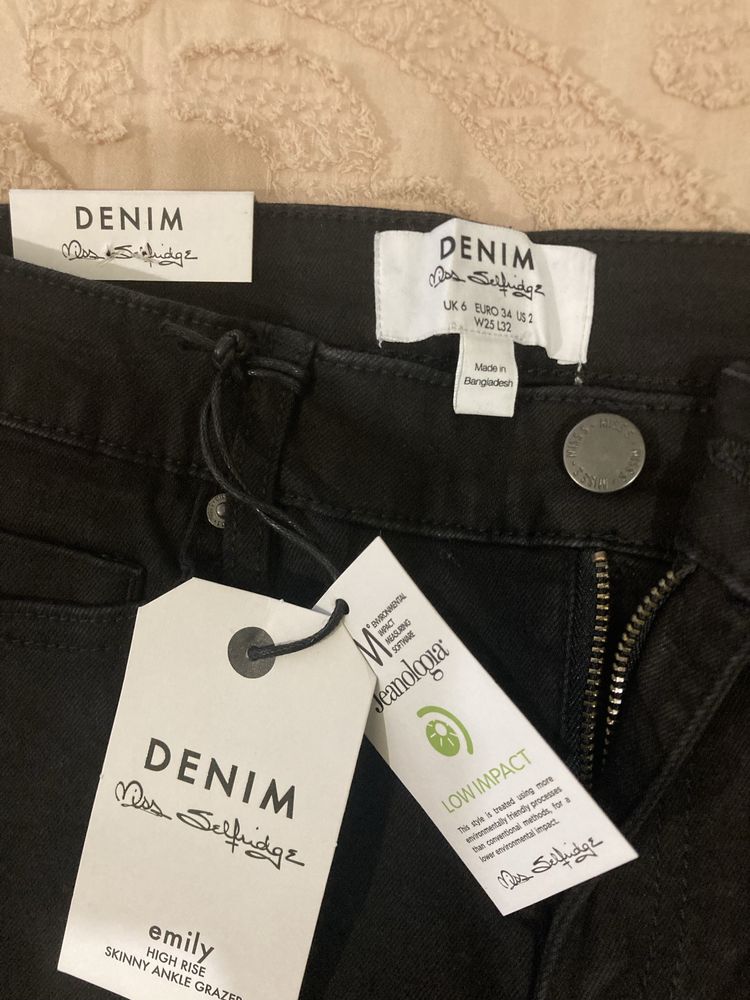 DENIM
Miss Selfridge
DENIM
Miss Selfridge
UK 6 EURO 34 US 2
W25 L32
Made in
Bangladesh
MISS S • MISS S • MISS S
ENVIRONMENTAL
IMPACT
MEASURING
SOFTWARE
Jeanologia
LOW IMPACT
This style is treated using more
environmentally friendly processes
than conventional methods, for a
lower environmental impact.
Miss Selfridge
DENIM
Miss Selfridge
emily
HIGH RISE
SKINNY ANKLE GRAZER